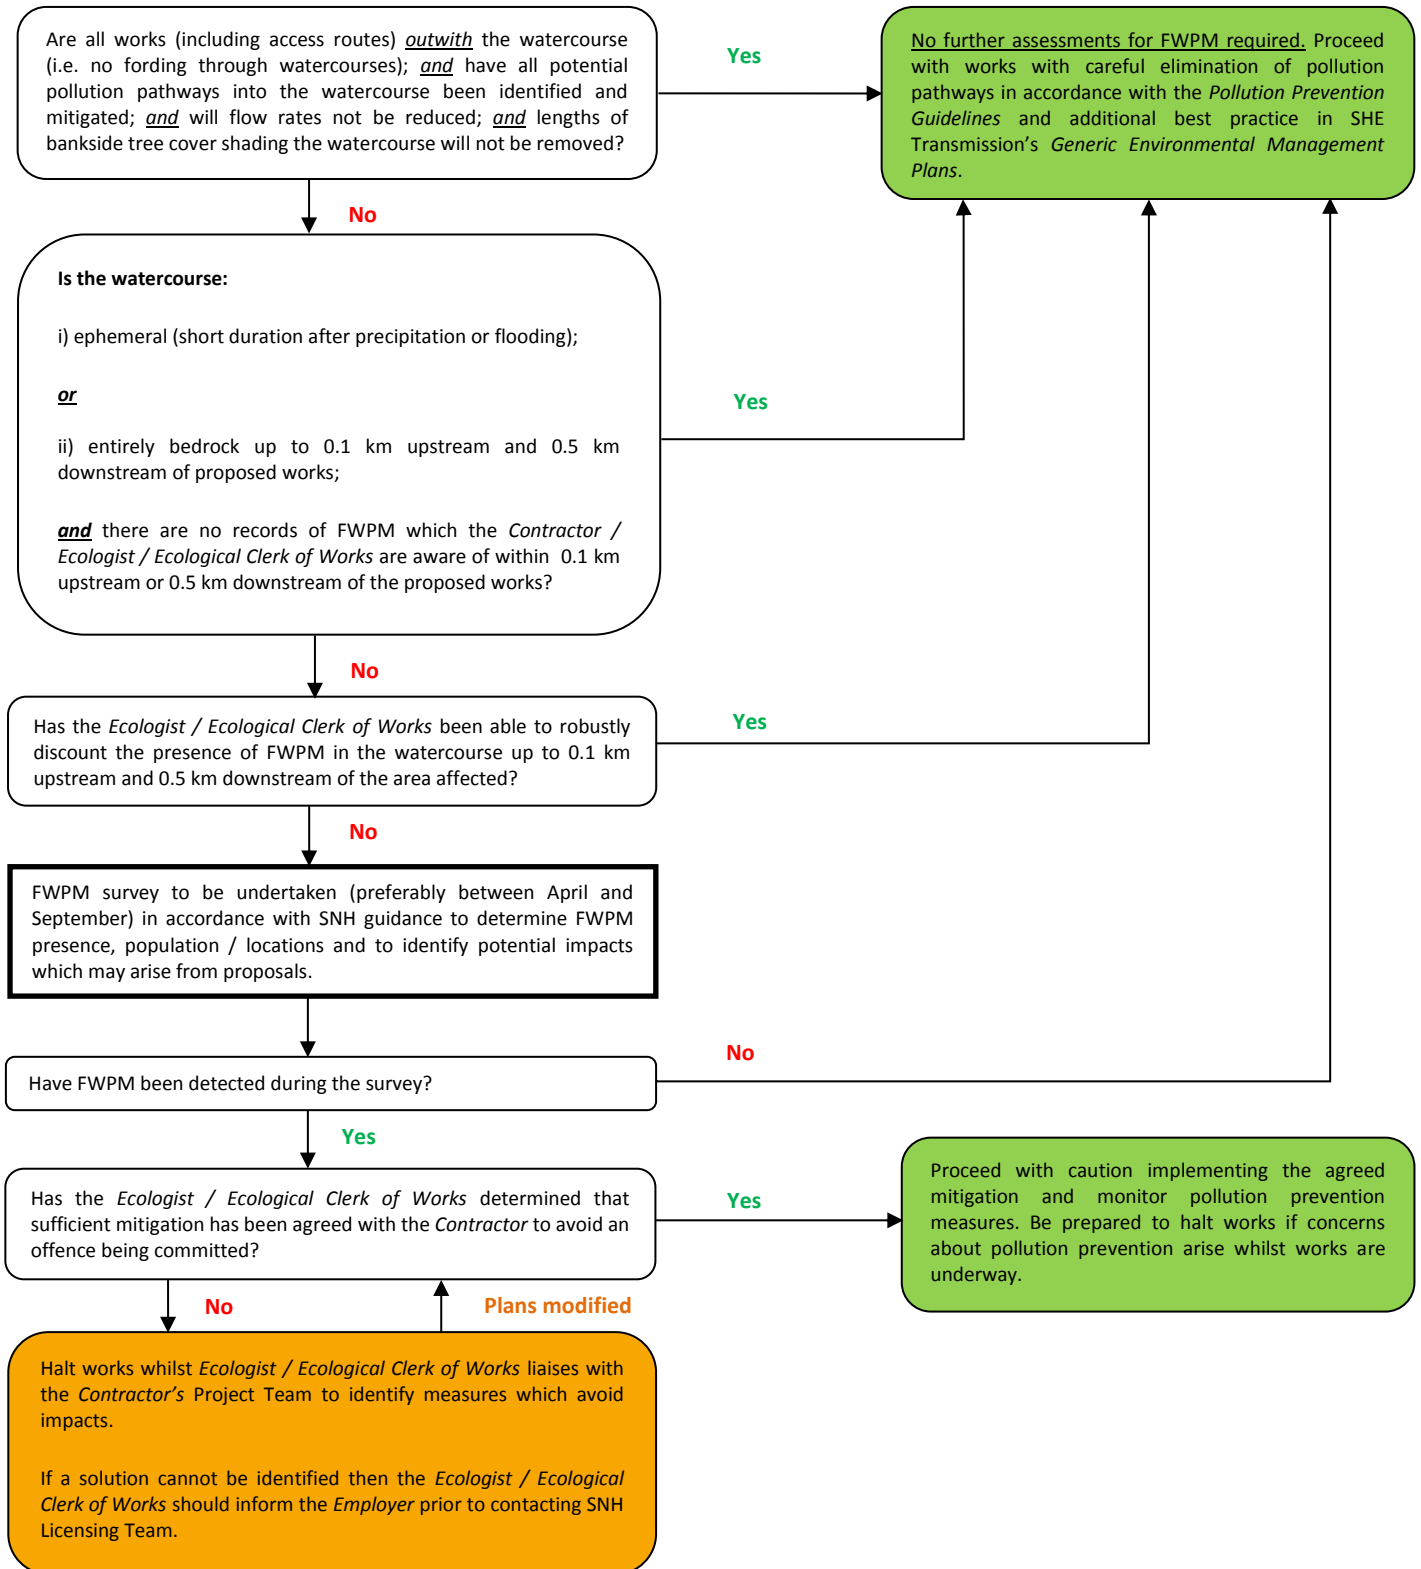 Are all works (including access routes) outwith the watercourse
(i.e. no fording through watercourses); and have all potential
pollution pathways into the watercourse been identified and
mitigated; and will flow rates not be reduced; and lengths of
bankside tree cover shading the watercourse will not be removed?
Yes
No further assessments for FWPM required. Proceed
with works with careful elimination of pollution
pathways in accordance with the Pollution Prevention
Guidelines and additional best practice in SHE
Transmission's Generic Environmental Management
Plans.
No
Is the watercourse:
i) ephemeral (short duration after precipitation or flooding);
or
ii) entirely bedrock up to 0.1 km upstream and 0.5 km
downstream of proposed works;
and there are no records of FWPM which the Contractor /
Ecologist / Ecological Clerk of Works are aware of within 0.1 km
upstream or 0.5 km downstream of the proposed works?
Yes
No
Has the Ecologist / Ecological Clerk of Works been able to robustly
discount the presence of FWPM in the watercourse up to 0.1 km
upstream and 0.5 km downstream of the area affected?
Yes
No
FWPM survey to be undertaken (preferably between April and
September) in accordance with SNH guidance to determine FWPM
presence, population / locations and to identify potential impacts
which may arise from proposals.
Have FWPM been detected during the survey?
No
Yes
Has the Ecologist / Ecological Clerk of Works determined that
sufficient mitigation has been agreed with the Contractor to avoid an
offence being committed?
Yes
Proceed with caution implementing the agreed
mitigation and monitor pollution prevention
measures. Be prepared to halt works if concerns
about pollution prevention arise whilst works are
underway.
No
Plans modified
Halt works whilst Ecologist / Ecological Clerk of Works liaises with
the Contractor's Project Team to identify measures which avoid
impacts.
If a solution cannot be identified then the Ecologist / Ecological
Clerk of Works should inform the Employer prior to contacting SNH
Licensing Team.